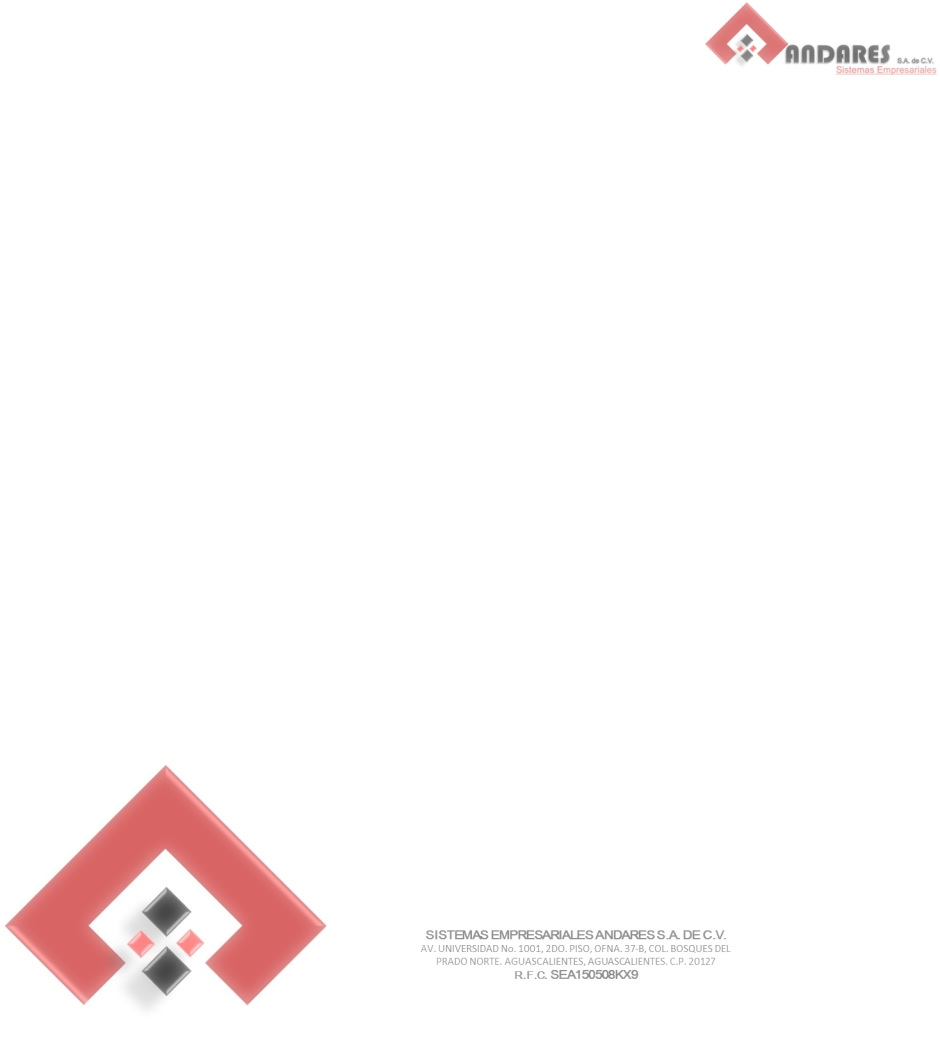 ANDARES S.A. de C.V.
Sistemas Empresariales
SISTEMAS EMPRESARIALES ANDARES S.A. DE C.V.
AV. UNIVERSIDAD No. 1001, 2DO. PISO, OFNA. 37-B, COL. BOSQUES DEL
PRADO NORTE. AGUASCALIENTES, AGUASCALIENTES. C.P. 20127
R.F.C. SEA150508KX9